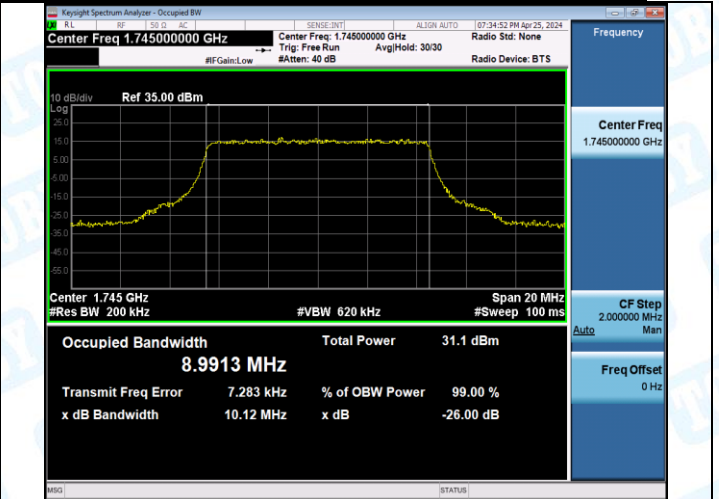 Keysight Spectrum Analyzer - Occupied BW
RL RF 50 Ω AC SENSE:INT ALIGN AUTO 07:34:52 PM Apr 25, 2024
Center Freq 1.745000000 GHz
Center Freq: 1.745000000 GHz Radio Std: None
Trig: Free Run Avg|Hold: 30/30
#IFGain:Low #Atten: 40 dB Radio Device: BTS
Frequency
10 dB/div Ref 35.00 dBm
Log
25.0
15.0
5.00
-5.00
-15.0
-25.0
-35.0
-45.0
-55.0
Center 1.745 GHz Span 20 MHz
#Res BW 200 kHz #VBW 620 kHz #Sweep 100 ms
Center Freq
1.745000000 GHz
CF Step
2.000000 MHz
Auto Man
Freq Offset
0 Hz
Occupied Bandwidth Total Power 31.1 dBm
8.9913 MHz
Transmit Freq Error 7.283 kHz % of OBW Power 99.00 %
x dB Bandwidth 10.12 MHz x dB -26.00 dB
MSG STATUS